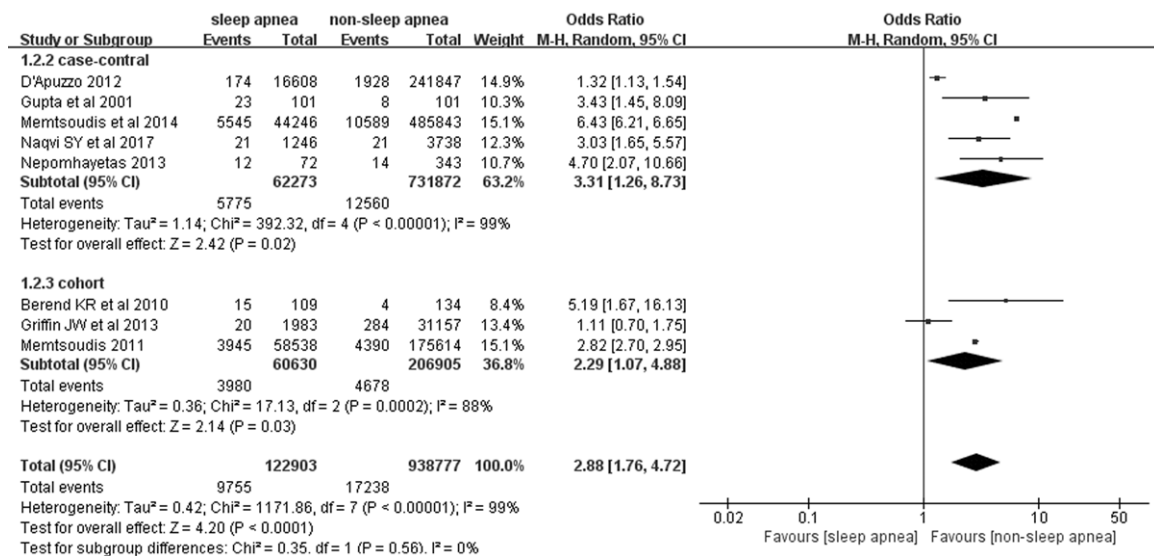 sleep apnea non-sleep apnea Odds Ratio Odds Ratio
Study or Subgroup Events Total Events Total Weight M-H, Random, 95% CI M-H, Random, 95% CI
1.2.2 case-contral
D'Apuzzo 2012 174 16608 1928 241847 14.9% 1.32 [1.13, 1.54]
Gupta et al 2001 23 101 8 101 10.3% 3.43 [1.45, 8.09]
Memtsoudis et al 2014 5545 44246 10589 485843 15.1% 6.43 [6.21, 6.65]
Naqvi SY et al 2017 21 1246 21 3738 12.3% 3.03 [1.65, 5.57]
Nepomhayetas 2013 12 72 14 343 10.7% 4.70 [2.07, 10.66]
Subtotal (95% CI) 62273 731872 63.2% 3.31 [1.26, 8.73]
Total events 5775 12560
Heterogeneity: Tau² = 1.14; Chi² = 392.32, df = 4 (P < 0.00001); I² = 99%
Test for overall effect: Z = 2.42 (P = 0.02)
1.2.3 cohort
Berend KR et al 2010 15 109 4 134 8.4% 5.19 [1.67, 16.13]
Griffin JW et al 2013 20 1983 284 31157 13.4% 1.11 [0.70, 1.75]
Memtsoudis 2011 3945 58538 4390 175614 15.1% 2.82 [2.70, 2.95]
Subtotal (95% CI) 60630 206905 36.8% 2.29 [1.07, 4.88]
Total events 3980 4678
Heterogeneity: Tau² = 0.36; Chi² = 17.13, df = 2 (P = 0.0002); I² = 88%
Test for overall effect: Z = 2.14 (P = 0.03)
Total (95% CI) 122903 938777 100.0% 2.88 [1.76, 4.72]
Total events 9755 17238
Heterogeneity: Tau² = 0.42; Chi² = 1171.86, df = 7 (P < 0.00001); I² = 99%
Test for overall effect: Z = 4.20 (P < 0.0001)
Test for subgroup differences: Chi² = 0.35, df = 1 (P = 0.56), I² = 0%
0.02 0.1 1 10 50
Favours [sleep apnea] Favours [non-sleep apnea]